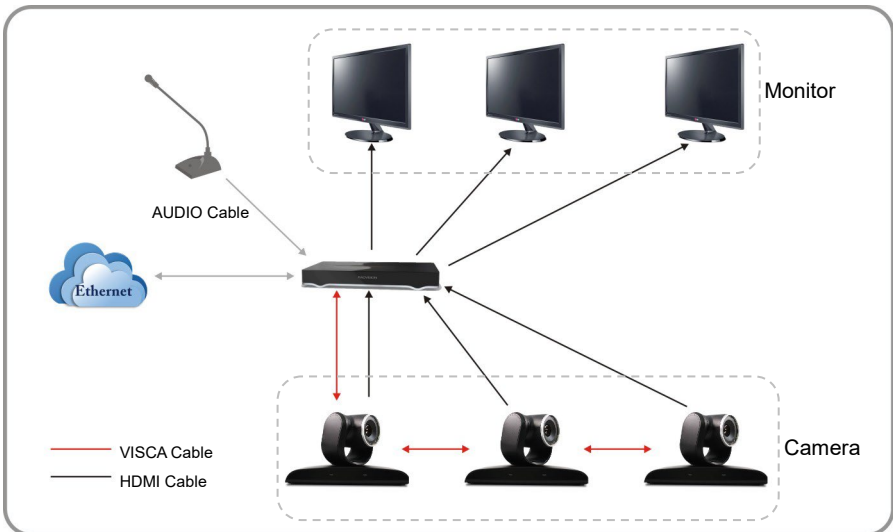 Monitor
AUDIO Cable
Ethernet
VISCA Cable
HDMI Cable
Camera